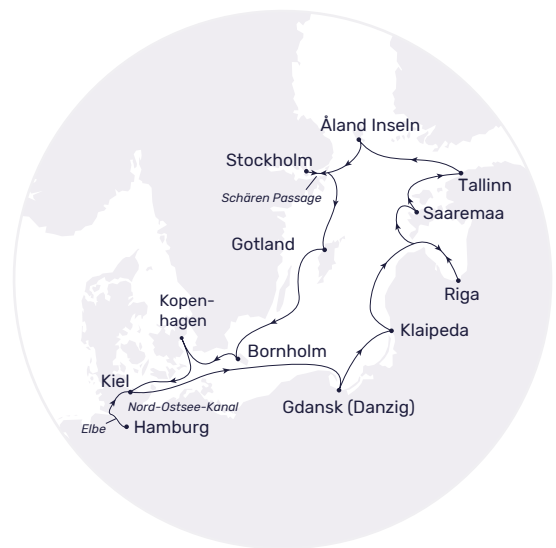 Åland Inseln
Stockholm
Schären Passage
Tallinn
Saaremaa
Gotland
Riga
Kopen-
hagen
Klaipeda
Bornholm
Kiel
Nord-Ostsee-Kanal
Gdansk (Danzig)
Elbe
Hamburg